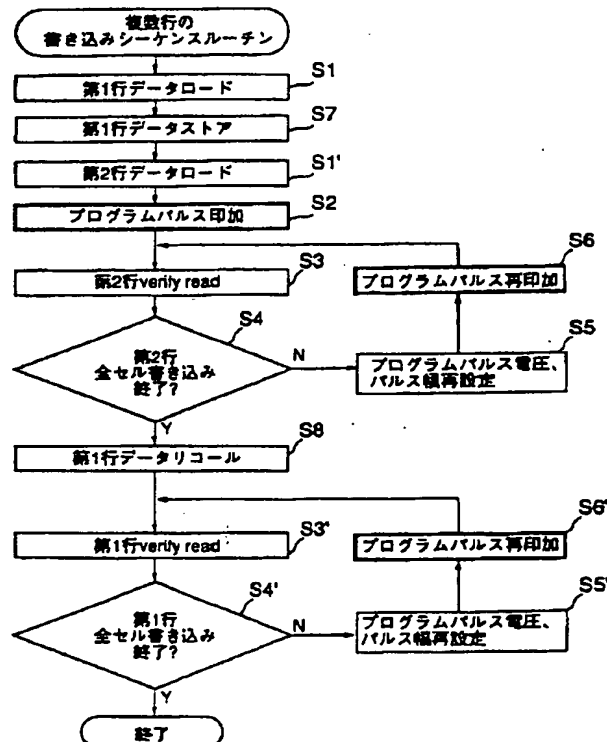 複数行の
書き込みシーケンスルーチン
S1
第1行データロード
S7
第1行データストア
S1'
第2行データロード
S2
プログラムパルス印加
S3
第2行verify read
S6
プログラムパルス再印加
S4
第2行
全セル書き込み
終了?
N
Y
S5
プログラムパルス電圧、
パルス幅再設定
S8
第1行データリコール
S3'
第1行verify read
S6'
プログラムパルス再印加
S4'
第1行
全セル書き込み
終了?
N
Y
S5'
プログラムパルス電圧、
パルス幅再設定
終了